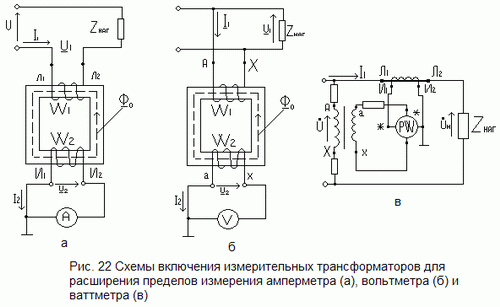 U
I₁
U₁
Zнаг
Л₁ Л₂
W₁
Ф₀
W₂
И₁ И₂
U₂
I₂
А
а
I₁
U₁
Zнаг
А Х
W₁
Ф₀
W₂
а х
U₂
I₂
V
б
I₁
Л₁ Л₂
И₁ И₂
А
U̇
Х
а
х
*
*
PW
U̇н
Zнаг
в
Рис. 22 Схемы включения измерительных трансформаторов для
расширения пределов измерения амперметра (а), вольтметра (б) и
ваттметра (в)